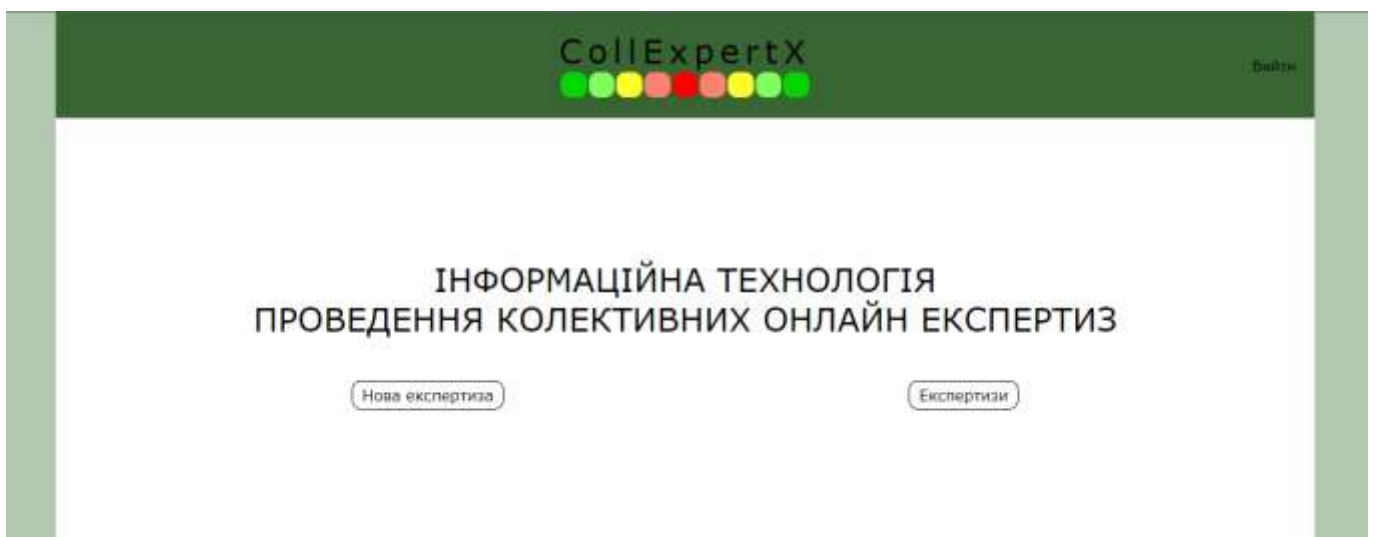 CollExpertX
Вийти
ІНФОРМАЦІЙНА ТЕХНОЛОГІЯ
ПРОВЕДЕННЯ КОЛЕКТИВНИХ ОНЛАЙН ЕКСПЕРТИЗ
Нова експертиза
Експертизи